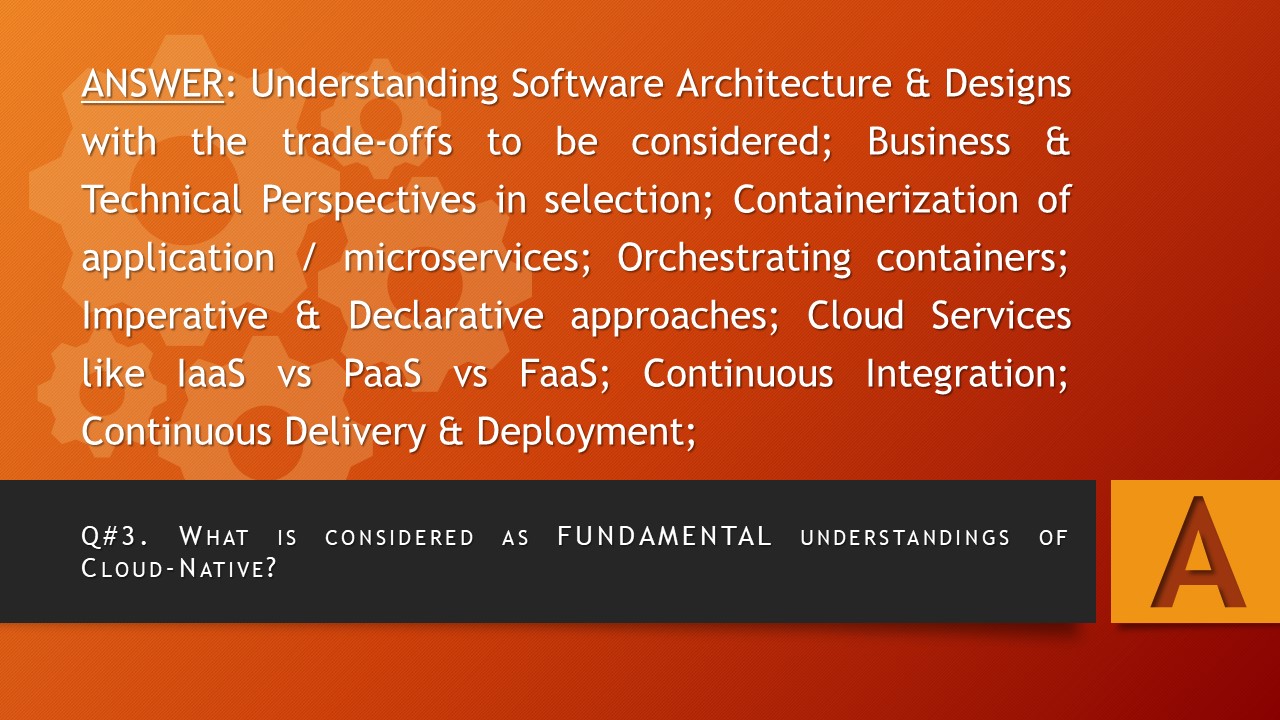 ANSWER: Understanding Software Architecture & Designs
with the trade-offs to be considered; Business &
Technical Perspectives in selection; Containerization of
application / microservices; Orchestrating containers;
Imperative & Declarative approaches; Cloud Services
like IaaS vs PaaS vs FaaS; Continuous Integration;
Continuous Delivery & Deployment;
Q#3. What is considered as FUNDAMENTAL understandings of
Cloud-Native?
A